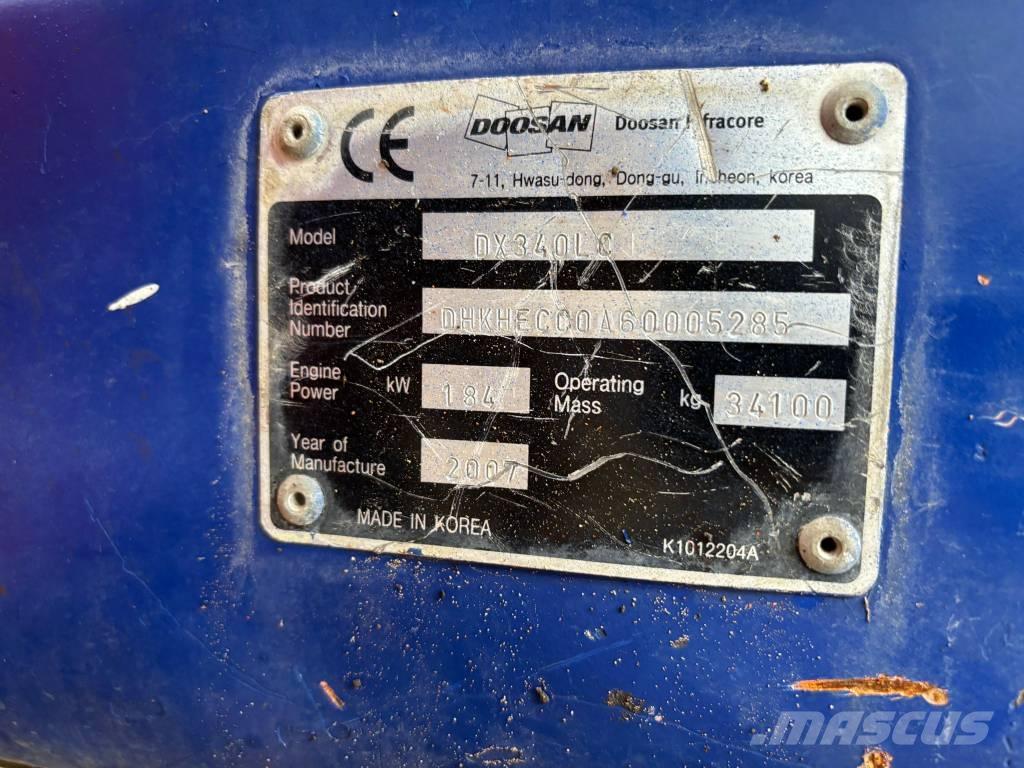 CE DOOSAN Doosan Infracore
7-11, Hwasu-dong, Dong-gu, Incheon, korea
Model DX340LC
Product Identification Number DHKHECC0A60005285
Engine Power kW 184 Operating Mass kg 34100
Year of Manufacture 2007
MADE IN KOREA
K1012204A
MASCUS